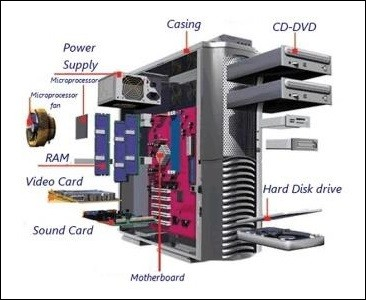 Casing
CD-DVD
Power
Supply
Microprocessor
Microprocessor
fan
RAM
Video Card
Hard Disk drive
Sound Card
Motherboard